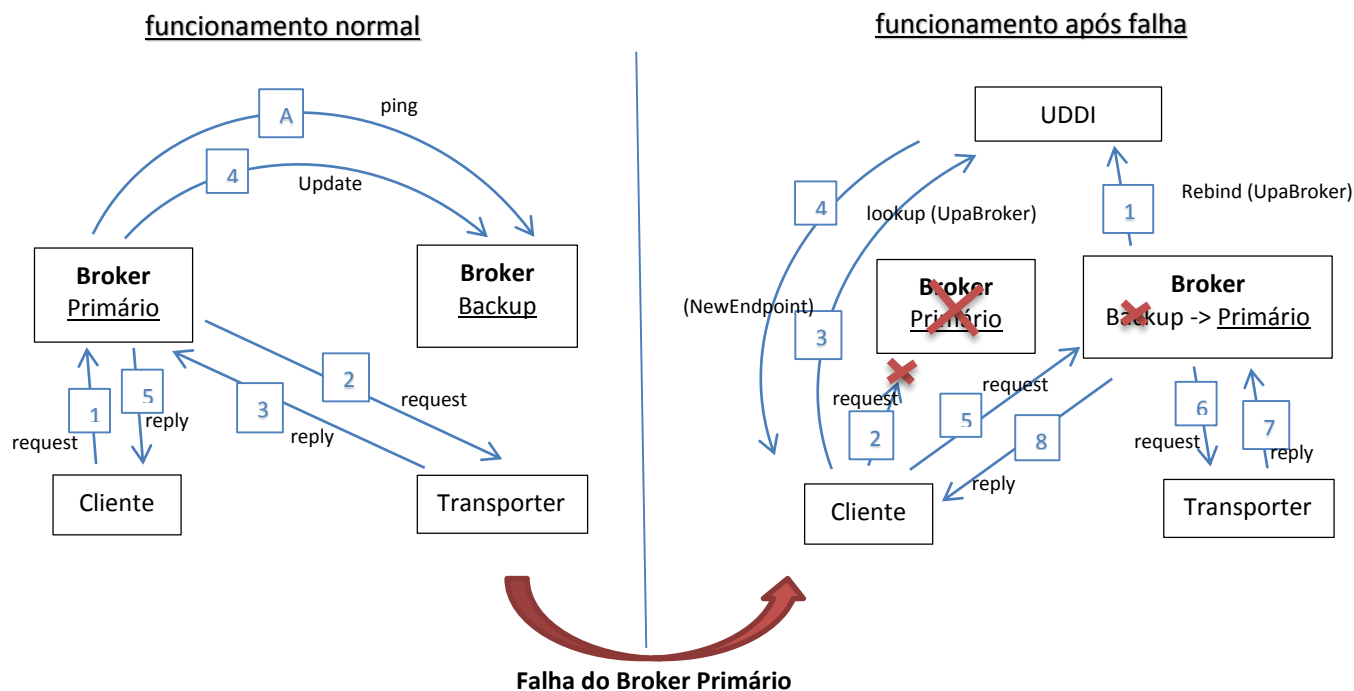 funcionamento normal
A
ping
4
Update
Broker
Primário
Broker
Backup
1
request
5
reply
3
reply
2
request
Cliente
Transporter
funcionamento após falha
UDDI
4
lookup (UpaBroker)
1
Rebind (UpaBroker)
(NewEndpoint)
3
Broker
Primário
Broker
Backup -> Primário
request
2
request
5
8
reply
6
request
7
reply
Cliente
Transporter
Falha do Broker Primário